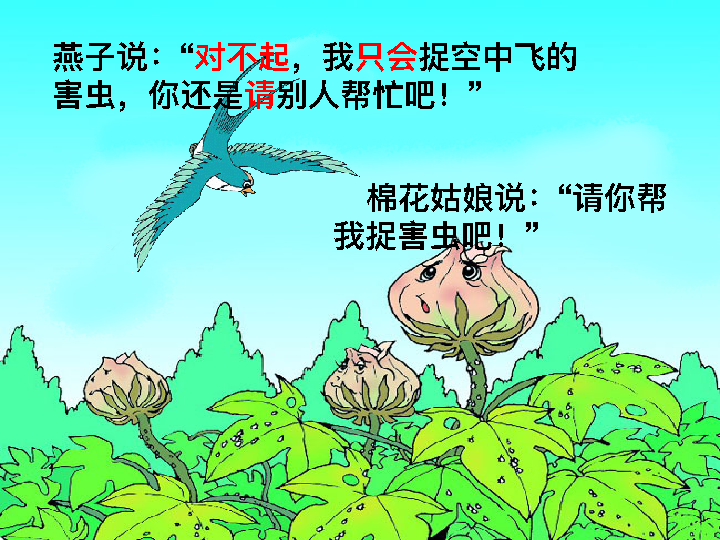 燕子说：“对不起，我只会捉空中飞的
害虫，你还是请别人帮忙吧！”
棉花姑娘说：“请你帮
我捉害虫吧！”